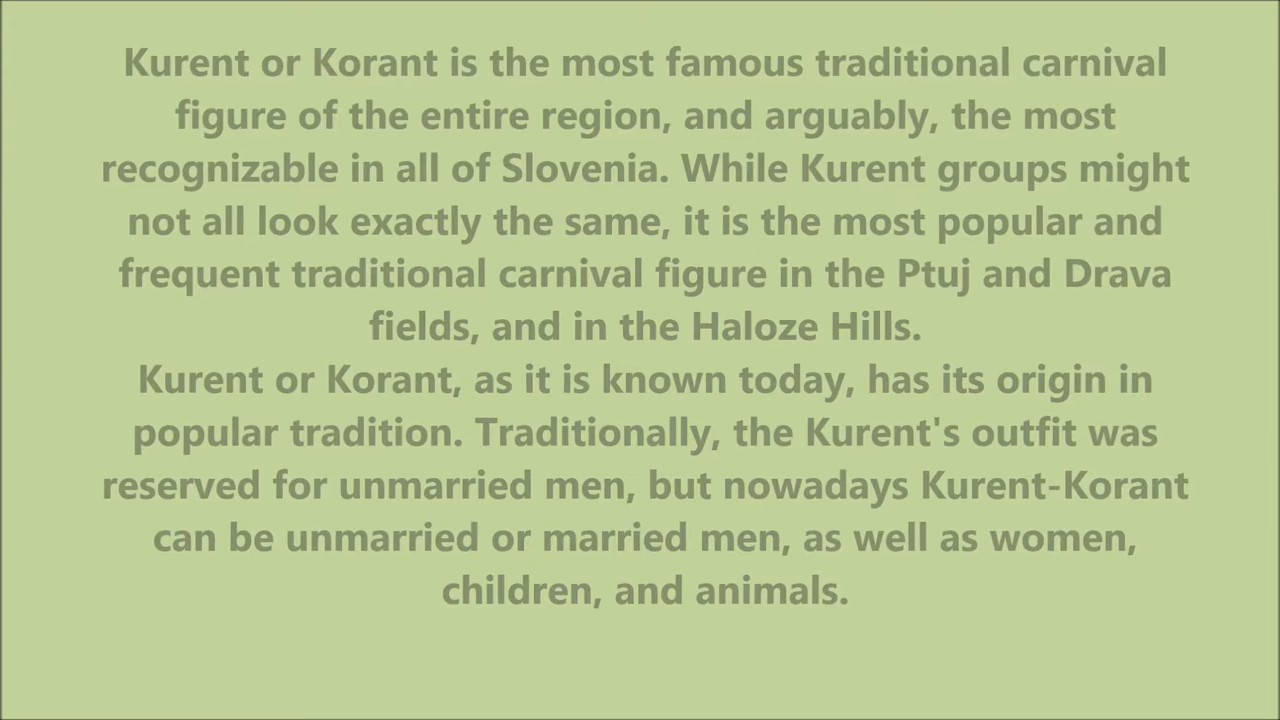 Kurent or Korant is the most famous traditional carnival
figure of the entire region, and arguably, the most
recognizable in all of Slovenia. While Kurent groups might
not all look exactly the same, it is the most popular and
frequent traditional carnival figure in the Ptuj and Drava
fields, and in the Haloze Hills.
Kurent or Korant, as it is known today, has its origin in
popular tradition. Traditionally, the Kurent's outfit was
reserved for unmarried men, but nowadays Kurent-Korant
can be unmarried or married men, as well as women,
children, and animals.